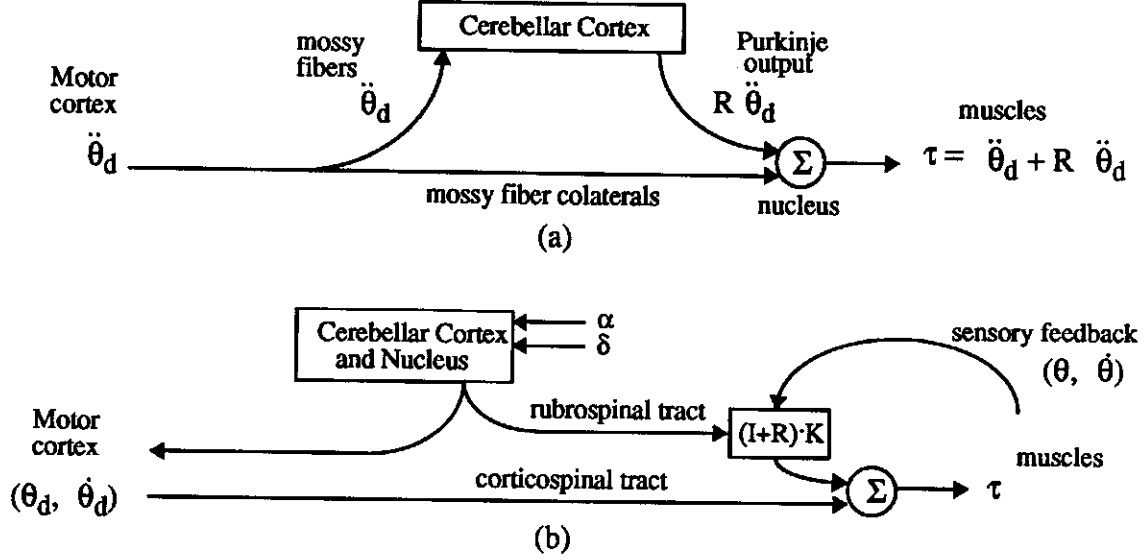 Cerebellar Cortex
mossy
fibers
θ̈d
Purkinje
output
R θ̈d
Motor
cortex
θ̈d
muscles
τ = θ̈d + R θ̈d
Σ
nucleus
mossy fiber colaterals
(a)
Cerebellar Cortex
and Nucleus
α
δ
sensory feedback
(θ, θ̇)
rubrospinal tract
(I+R)·K
Motor
cortex
(θd, θ̇d)
corticospinal tract
Σ
muscles
τ
(b)